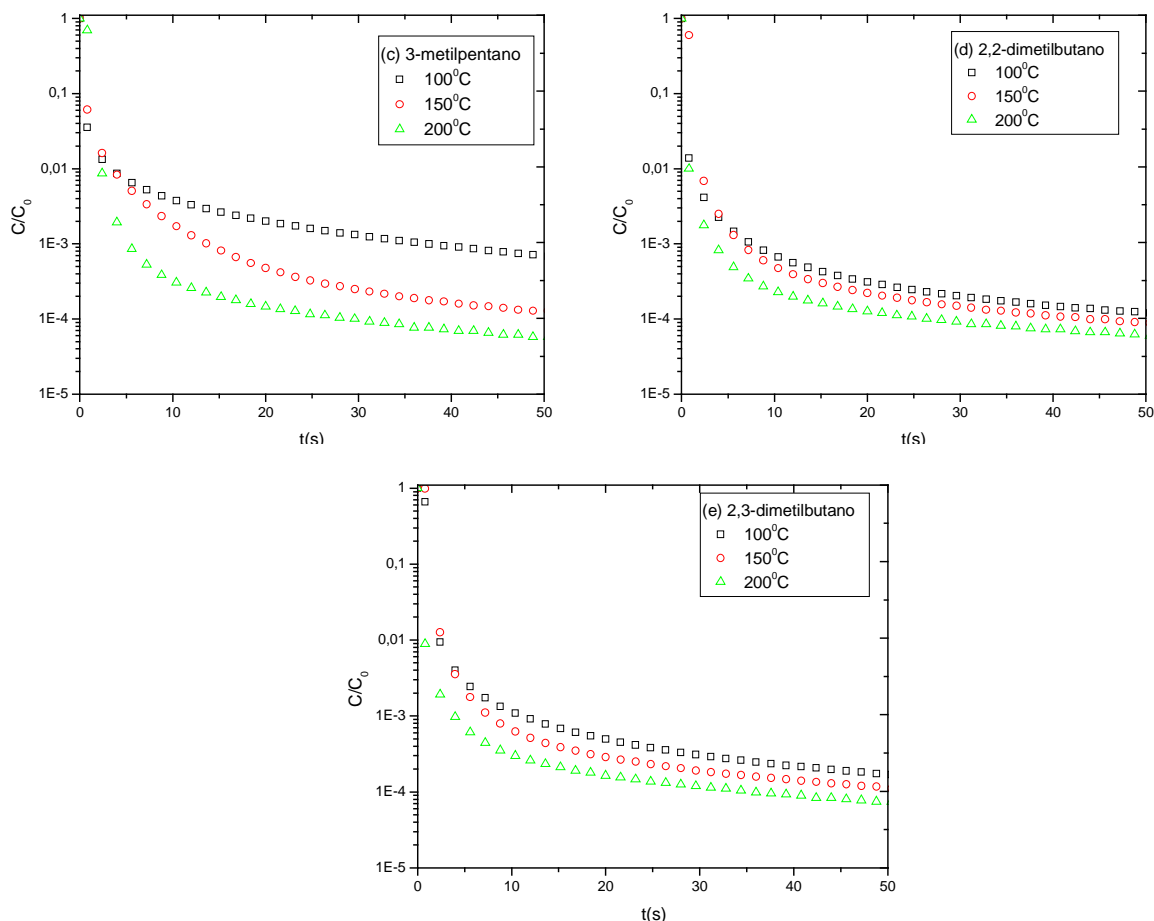 (c) 3-metilpentano
100⁰C
150⁰C
200⁰C
C/C₀
1
0,1
0,01
1E-3
1E-4
1E-5
0 10 20 30 40 50
t(s)
(d) 2,2-dimetilbutano
100⁰C
150⁰C
200⁰C
C/C₀
1
0,1
0,01
1E-3
1E-4
1E-5
0 10 20 30 40 50
t(s)
(e) 2,3-dimetilbutano
100⁰C
150⁰C
200⁰C
C/C₀
1
0,1
0,01
1E-3
1E-4
1E-5
0 10 20 30 40 50
t(s)